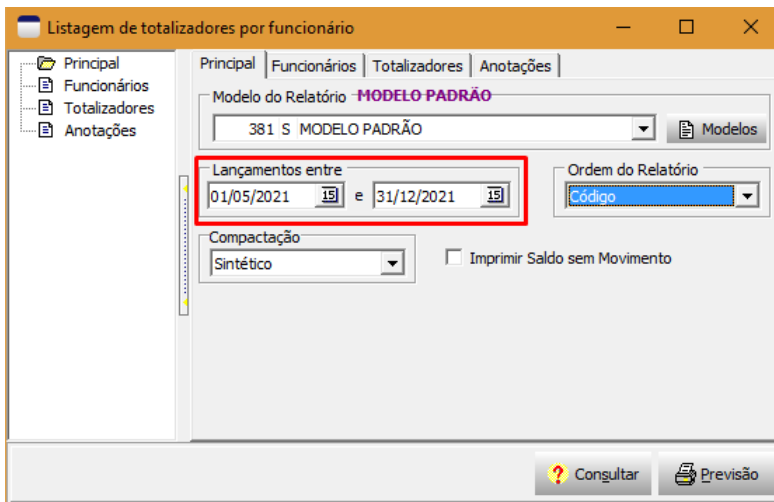 Listagem de totalizadores por funcionário
Principal
Funcionários
Totalizadores
Anotações
Principal Funcionários Totalizadores Anotações
Modelo do Relatório MODELO PADRÃO
381 S MODELO PADRÃO Modelos
Lançamentos entre Ordem do Relatório
01/05/2021 15 e 31/12/2021 15 Código
Compactação
Sintético Imprimir Saldo sem Movimento
? Consultar Previsão